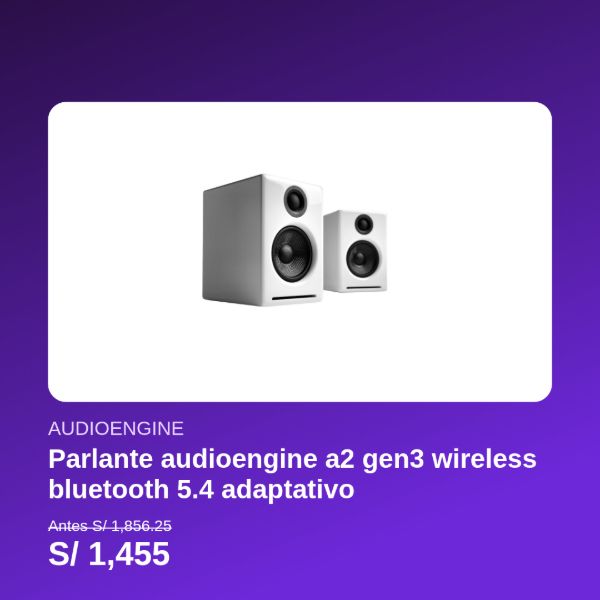 AUDIOENGINE
Parlante audioengine a2 gen3 wireless
bluetooth 5.4 adaptativo
Antes S/ 1,856.25
S/ 1,455